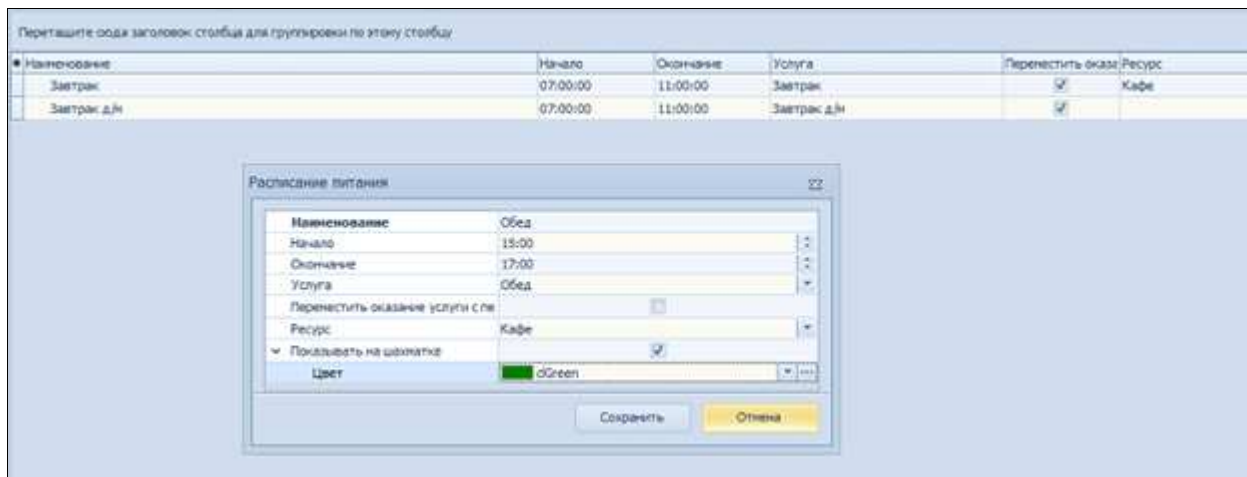 Перетащите сюда заголовок столбца для группировки по этому столбцу
Наименование Начало Окончание Услуга Переместить оказа Ресурс
Завтрак 07:00:00 11:00:00 Завтрак Кафе
Завтрак д/н 07:00:00 11:00:00 Завтрак д/н
Расписание питания
Наименование Обед
Начало 15:00
Окончание 17:00
Услуга Обед
Переместить оказание услуги с пе
Ресурс Кафе
Показывать на шахматке
Цвет clGreen
Сохранить Отмена